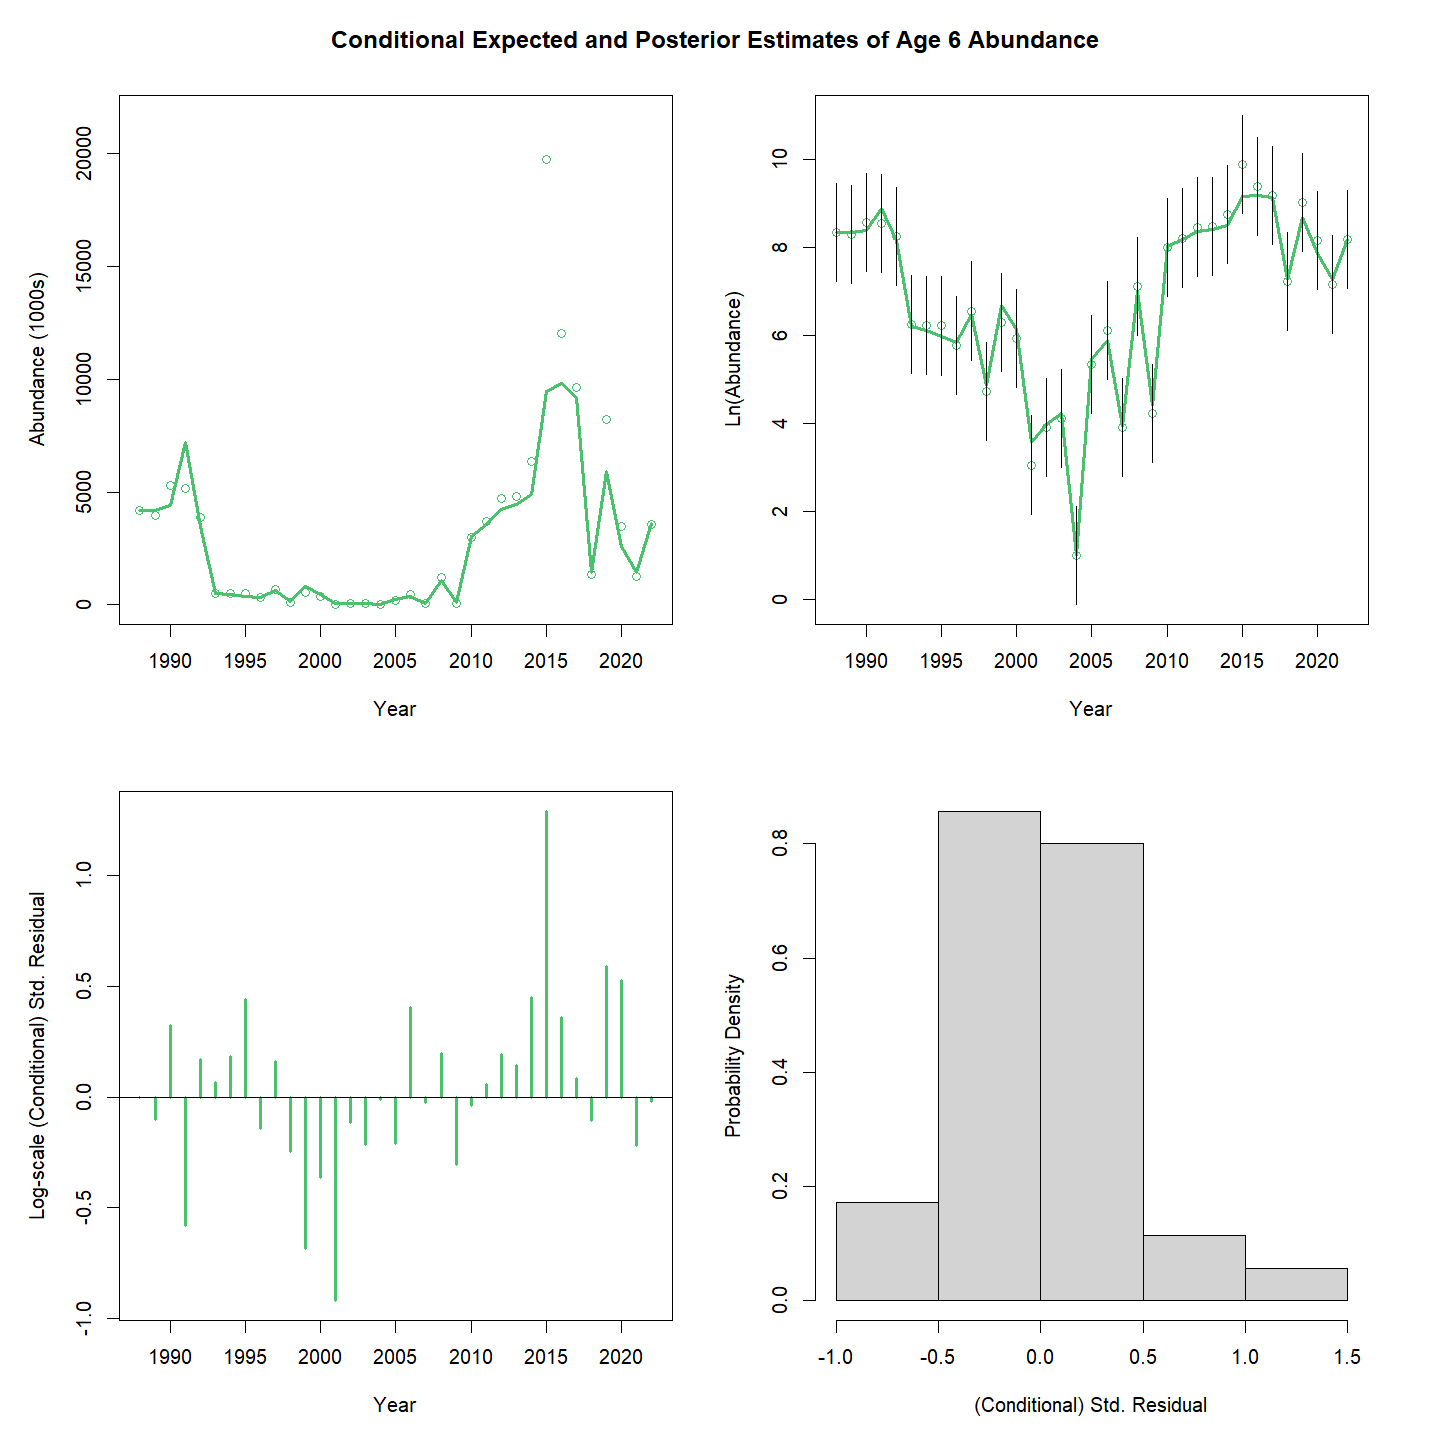 Conditional Expected and Posterior Estimates of Age 6 Abundance
Abundance (1000s)
20000
15000
10000
5000
0
1990 1995 2000 2005 2010 2015 2020
Year
Ln(Abundance)
10
8
6
4
2
0
1990 1995 2000 2005 2010 2015 2020
Year
Log-scale (Conditional) Std. Residual
1.0
0.5
0.0
-0.5
-1.0
1990 1995 2000 2005 2010 2015 2020
Year
Probability Density
0.8
0.6
0.4
0.2
0.0
-1.0 -0.5 0.0 0.5 1.0 1.5
(Conditional) Std. Residual